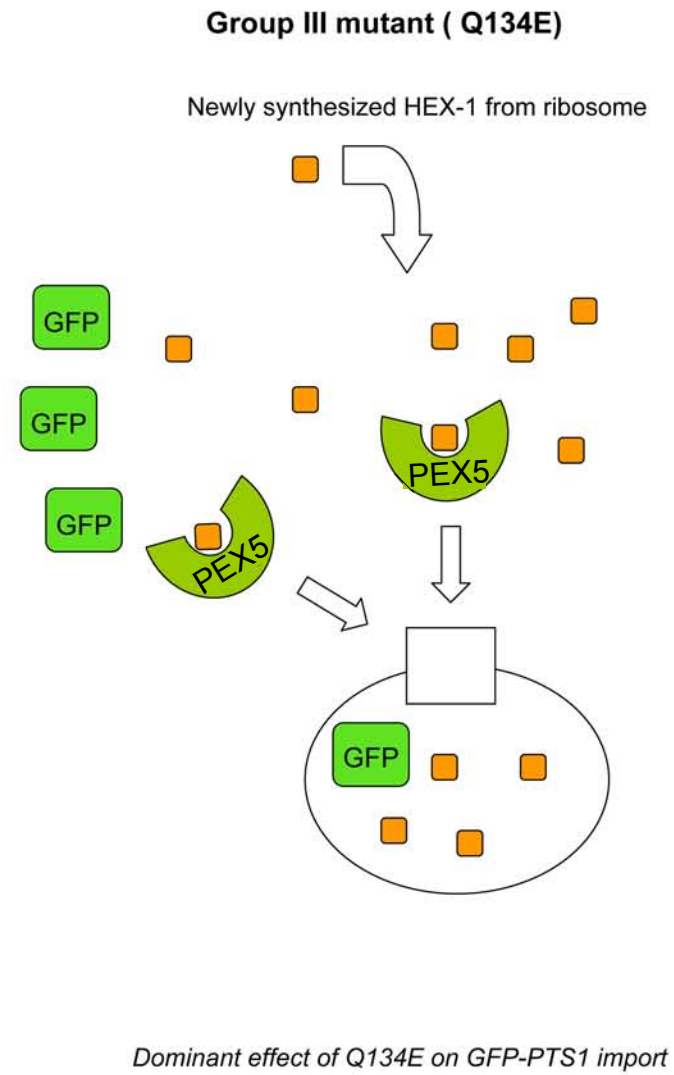 Group III mutant ( Q134E)
Newly synthesized HEX-1 from ribosome
GFP
GFP
PEX5
GFP
PEX5
GFP
Dominant effect of Q134E on GFP-PTS1 import